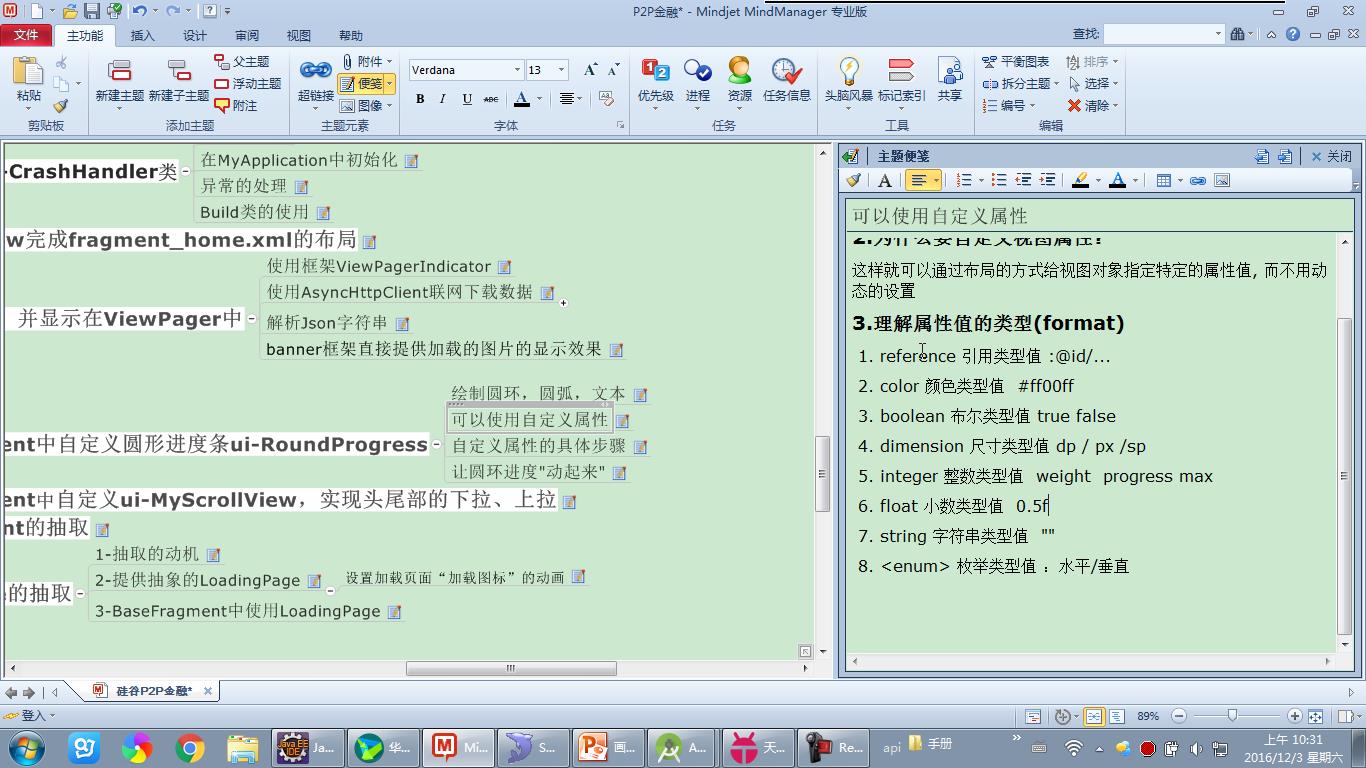 P2P金融* - Mindjet MindManager 专业版
文件 主功能 插入 设计 审阅 视图 帮助 查找:
粘贴
剪贴板
新建主题 新建子主题
父主题
浮动主题
附注
添加主题
超链接
附件
便笺
图像
主题元素
Verdana 13
B I U ABC A
字体
优先级 进程 资源 任务信息
任务
头脑风暴 标记索引 共享
工具
平衡图表 排序
拆分主题 选择
编号 清除
编辑
-CrashHandler类
在MyApplication中初始化
异常的处理
Build类的使用
w完成fragment_home.xml的布局
并显示在ViewPager中
使用框架ViewPagerIndicator
使用AsyncHttpClient联网下载数据
解析Json字符串
banner框架直接提供加载的图片的显示效果
ent中自定义圆形进度条ui-RoundProgress
绘制圆环，圆弧，文本
可以使用自定义属性
自定义属性的具体步骤
让圆环进度"动起来"
ent中自定义ui-MyScrollView，实现头尾部的下拉、上拉
nt的抽取
的抽取
1-抽取的动机
2-提供抽象的LoadingPage
设置加载页面“加载图标”的动画
3-BaseFragment中使用LoadingPage
主题便笺 关闭
可以使用自定义属性
2.为什么要自定义视图属性?
这样就可以通过布局的方式给视图对象指定特定的属性值, 而不用动
态的设置
3.理解属性值的类型(format)
1. reference 引用类型值 :@id/...
2. color 颜色类型值 #ff00ff
3. boolean 布尔类型值 true false
4. dimension 尺寸类型值 dp / px /sp
5. integer 整数类型值 weight progress max
6. float 小数类型值 0.5f
7. string 字符串类型值 ""
8. <enum> 枚举类型值 ：水平/垂直
硅谷P2P金融*
登入 89%
Ja... 华... Mi... S... 画... A... 天... Re... api 手册
上午 10:31
2016/12/3 星期六